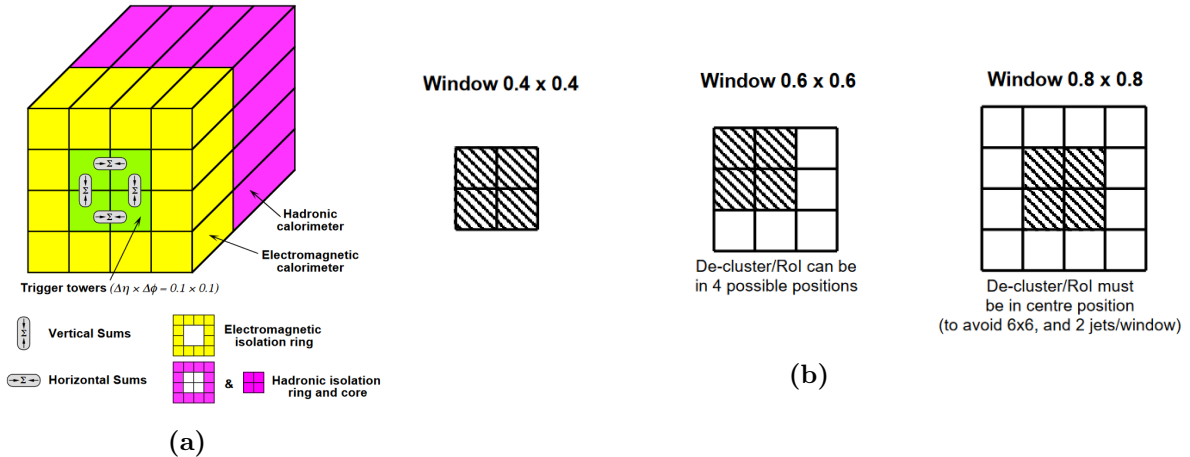 Σ
Σ
Σ
Σ
Hadronic
calorimeter
Electromagnetic
calorimeter
Trigger towers (Δη × Δϕ = 0.1 × 0.1)
Σ
Vertical Sums
Electromagnetic
isolation ring
Σ
Horizontal Sums
&
Hadronic isolation
ring and core
(a)
Window 0.4 x 0.4
Window 0.6 x 0.6
De-cluster/RoI can be
in 4 possible positions
Window 0.8 x 0.8
De-cluster/RoI must
be in centre position
(to avoid 6x6, and 2 jets/window)
(b)